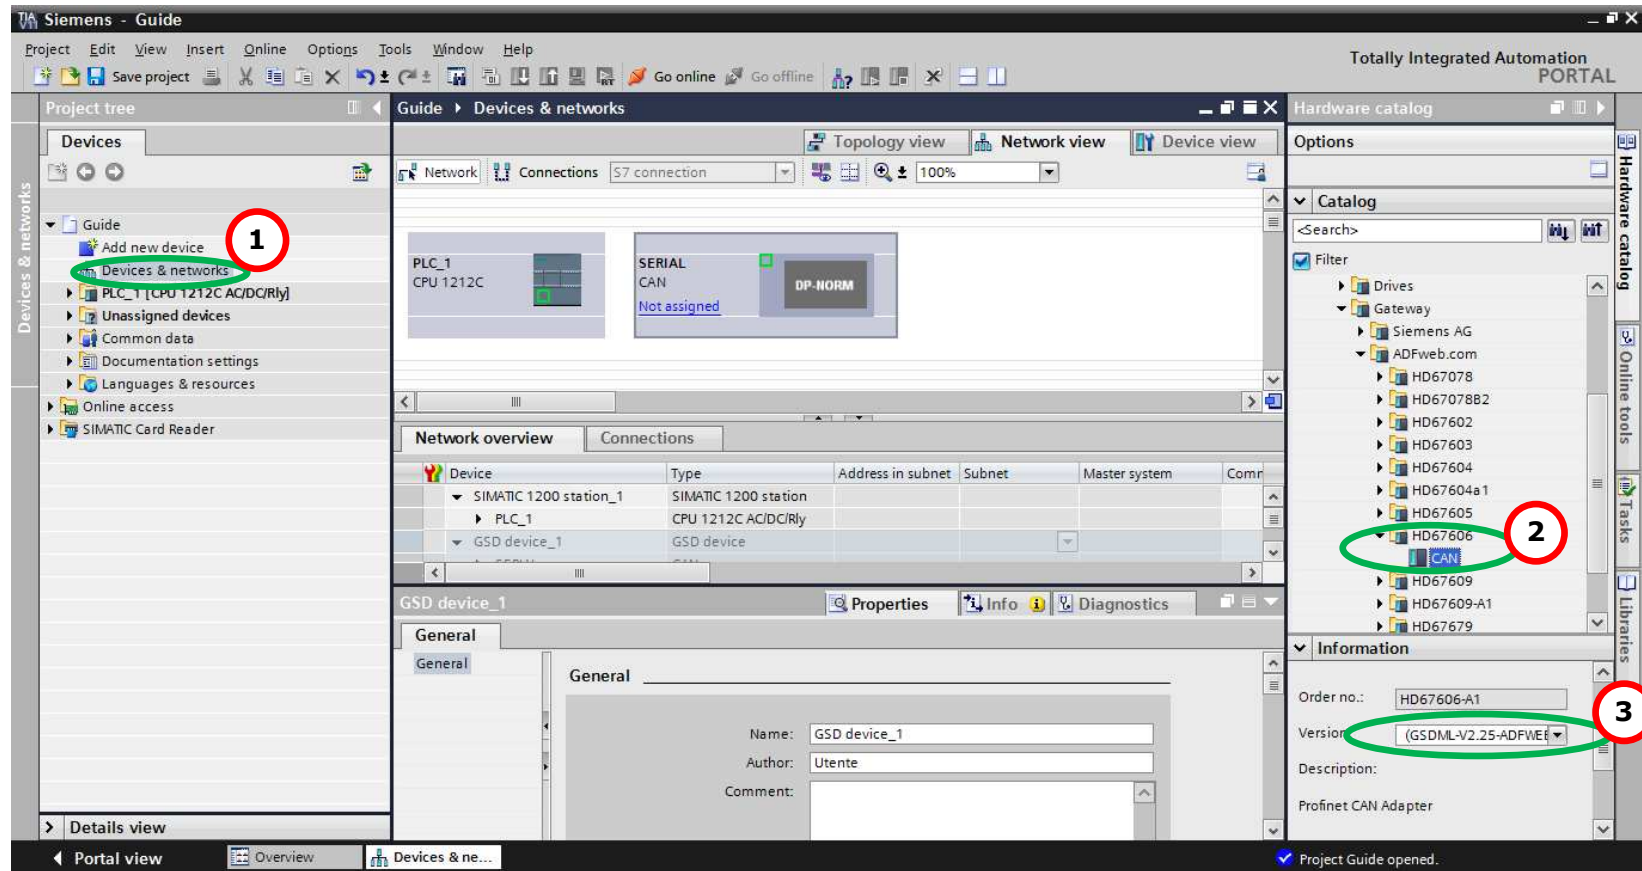 Siemens - Guide
Project Edit View Insert Online Options Tools Window Help
Totally Integrated Automation
PORTAL
Save project Go online Go offline
Project tree
Devices
Devices & networks
Guide
Add new device
Devices & networks
PLC_1 [CPU 1212C AC/DC/Rly]
Unassigned devices
Common data
Documentation settings
Languages & resources
Online access
SIMATIC Card Reader
1
Details view
Guide Devices & networks
Topology view Network view Device view
Network Connections S7 connection 100%
PLC_1
CPU 1212C
SERIAL
CAN
Not assigned
DP-NORM
Network overview Connections
Device Type Address in subnet Subnet Master system
SIMATIC 1200 station_1 SIMATIC 1200 station
PLC_1 CPU 1212C AC/DC/Rly
GSD device_1 GSD device
GSD device_1
Properties Info Diagnostics
General
General
General
Name: GSD device_1
Author: Utente
Comment:
Hardware catalog
Options
Catalog
<Search>
Filter
Drives
Gateway
Siemens AG
ADFweb.com
HD67078
HD67078B2
HD67602
HD67603
HD67604
HD67604a1
HD67605
HD67606
CAN
HD67609
HD67609-A1
HD67679
2
Information
Order no.: HD67606-A1
Version (GSDML-V2.25-ADFWEB
3
Description:
Profinet CAN Adapter
Hardware catalog
Online tools
Tasks
Libraries
Portal view Overview Devices & ne...
Project Guide opened.